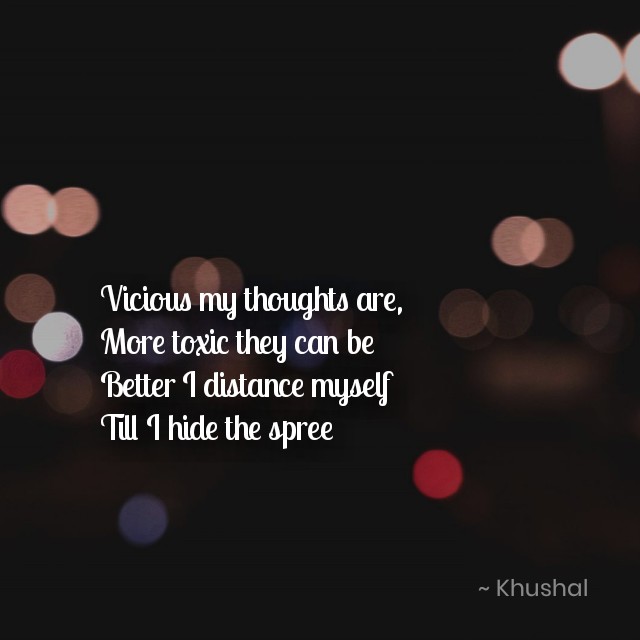 Vicious my thoughts are,
More toxic they can be
Better I distance myself
Till I hide the spree
~ Khushal